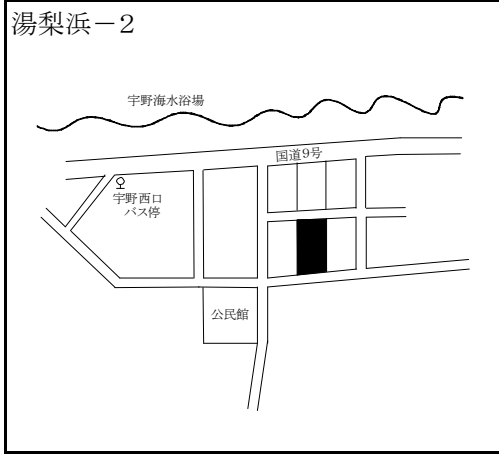 湯梨浜－2
宇野海水浴場
国道9号
宇野西口
バス停
公民館